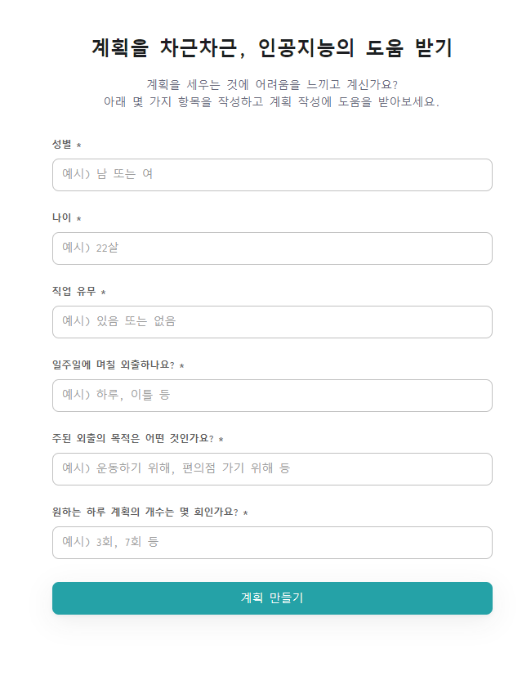 계획을 차근차근, 인공지능의 도움 받기
계획을 세우는 것에 어려움을 느끼고 계신가요?
아래 몇 가지 항목을 작성하고 계획 작성에 도움을 받아보세요.
성별 *
예시) 남 또는 여
나이 *
예시) 22살
직업 유무 *
예시) 있음 또는 없음
일주일에 며칠 외출하나요? *
예시) 하루, 이틀 등
주된 외출의 목적은 어떤 것인가요? *
예시) 운동하기 위해, 편의점 가기 위해 등
원하는 하루 계획의 개수는 몇 회인가요? *
예시) 3회, 7회 등
계획 만들기